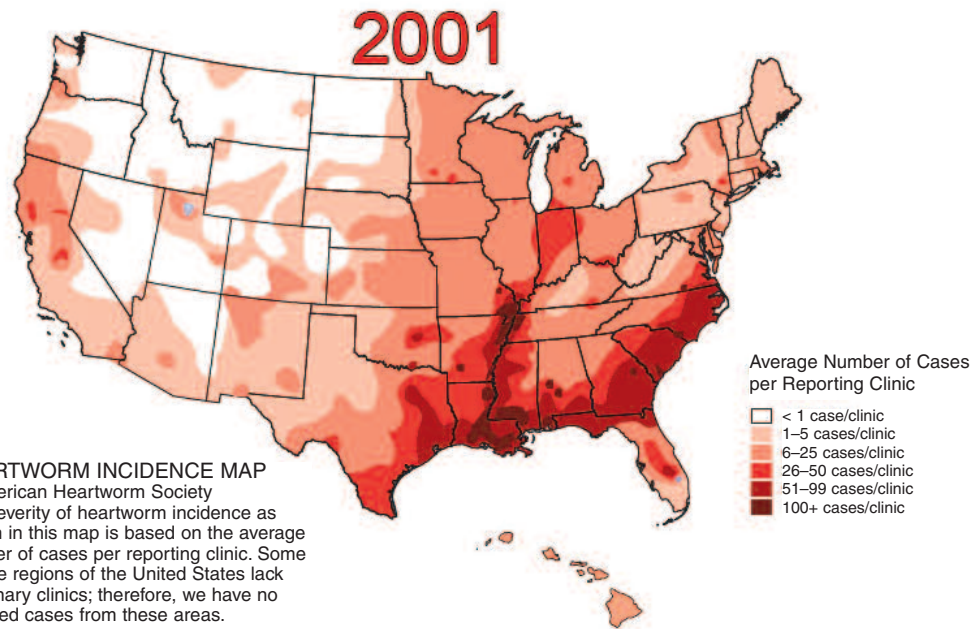 2001
Average Number of Cases
per Reporting Clinic
< 1 case/clinic
1–5 cases/clinic
6–25 cases/clinic
26–50 cases/clinic
51–99 cases/clinic
100+ cases/clinic
RTWORM INCIDENCE MAP
erican Heartworm Society
everity of heartworm incidence as
in this map is based on the average
er of cases per reporting clinic. Some
e regions of the United States lack
nary clinics; therefore, we have no
ed cases from these areas.